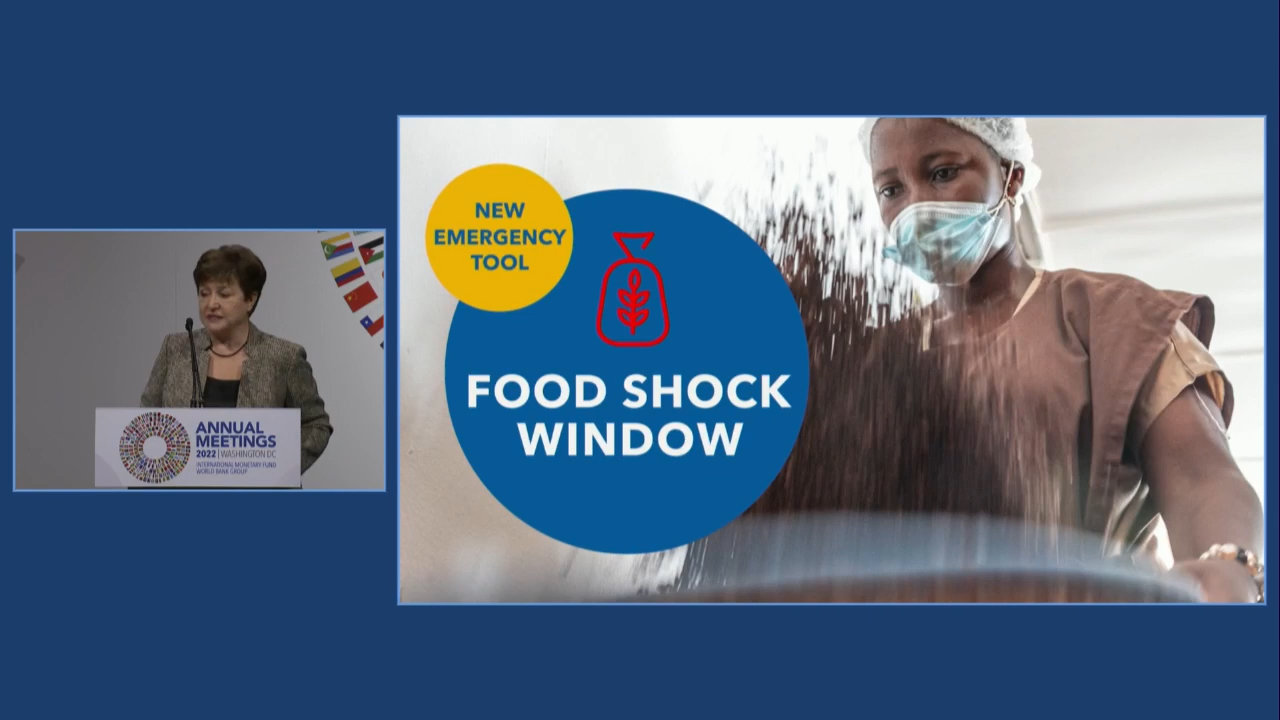 NEW
EMERGENCY
TOOL
FOOD SHOCK
WINDOW
ANNUAL
MEETINGS
2022 | WASHINGTON DC
INTERNATIONAL MONETARY FUND
WORLD BANK GROUP